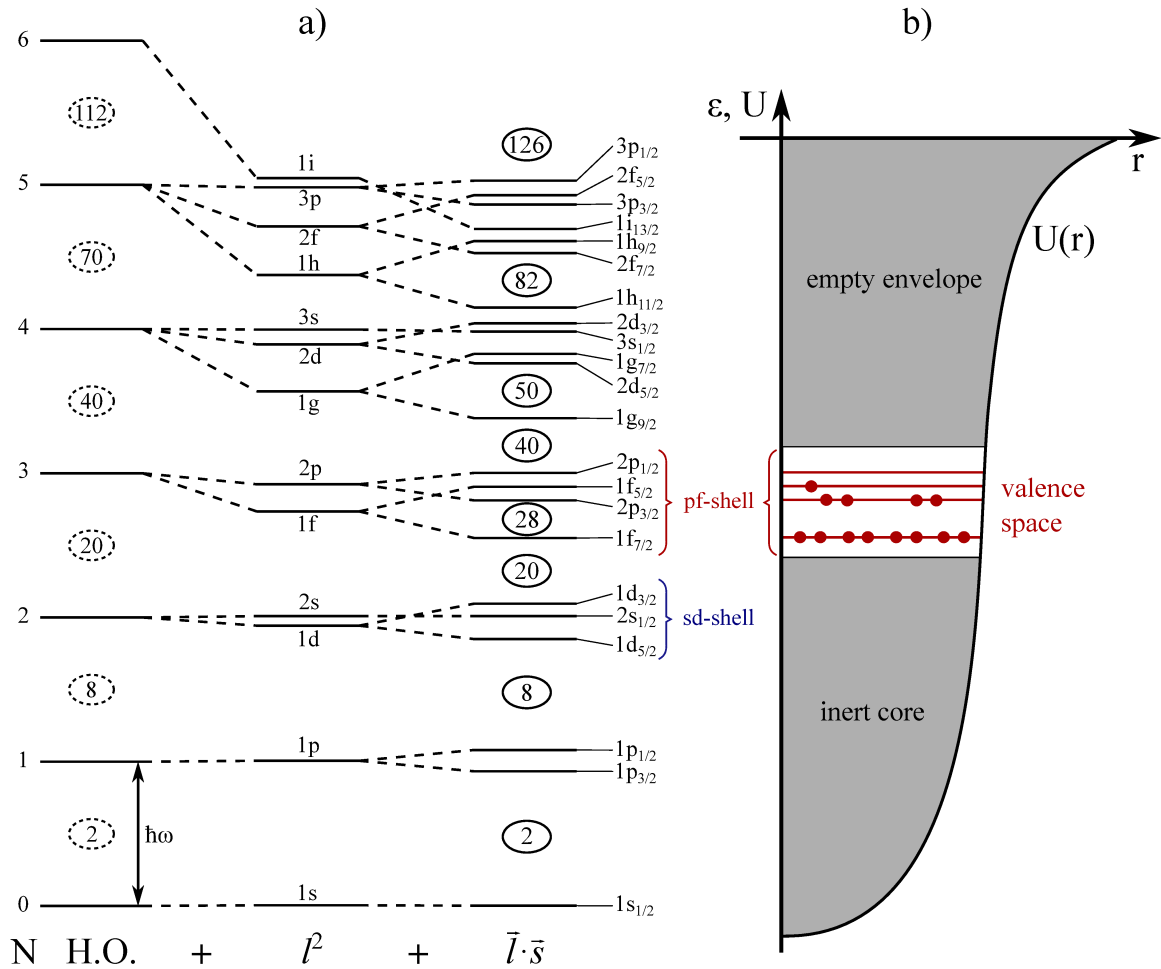 a)
b)
6
112
5
70
4
40
3
20
2
8
1
2
0
ħω
1i
3p
2f
1h
3s
2d
1g
2p
1f
2s
1d
1p
1s
126
82
50
40
28
20
8
2
3p1/2
2f5/2
3p3/2
1i13/2
1h9/2
2f7/2
1h11/2
2d3/2
3s1/2
1g7/2
2d5/2
1g9/2
2p1/2
1f5/2
2p3/2
1f7/2
1d3/2
2s1/2
1d5/2
1p1/2
1p3/2
1s1/2
pf-shell
sd-shell
N H.O. + l² + l⃗·s⃗
ε, U
r
U(r)
empty envelope
valence
space
inert core